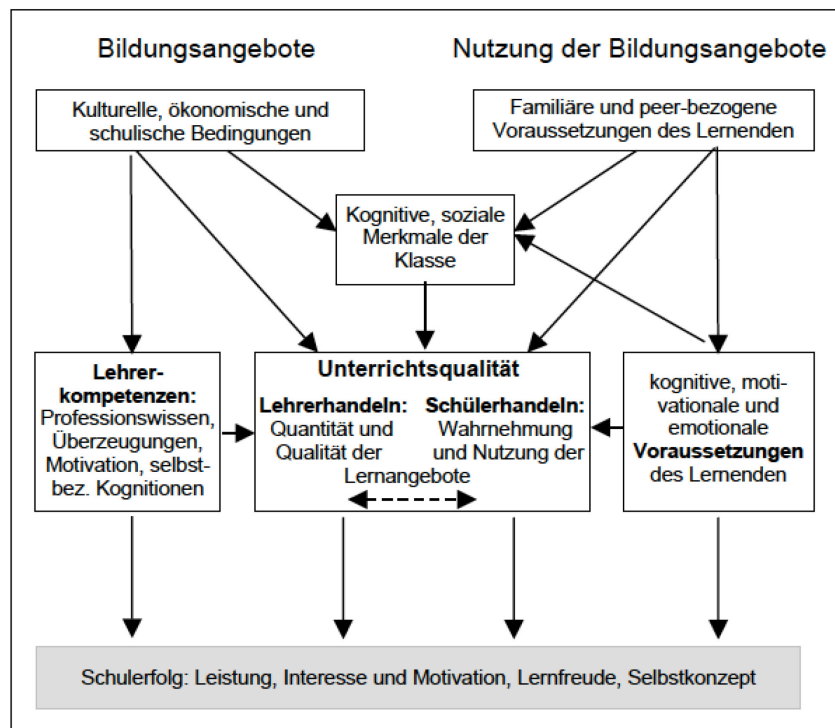 Bildungsangebote
Nutzung der Bildungsangebote
Kulturelle, ökonomische und
schulische Bedingungen
Familiäre und peer-bezogene
Voraussetzungen des Lernenden
Kognitive, soziale
Merkmale der
Klasse
Lehrer-
kompetenzen:
Professionswissen,
Überzeugungen,
Motivation, selbst-
bez. Kognitionen
Unterrichtsqualität
Lehrerhandeln: Schülerhandeln:
Quantität und Wahrnehmung
Qualität der und Nutzung der
Lernangebote
kognitive, moti-
vationale und
emotionale
Voraussetzungen
des Lernenden
Schulerfolg: Leistung, Interesse und Motivation, Lernfreude, Selbstkonzept